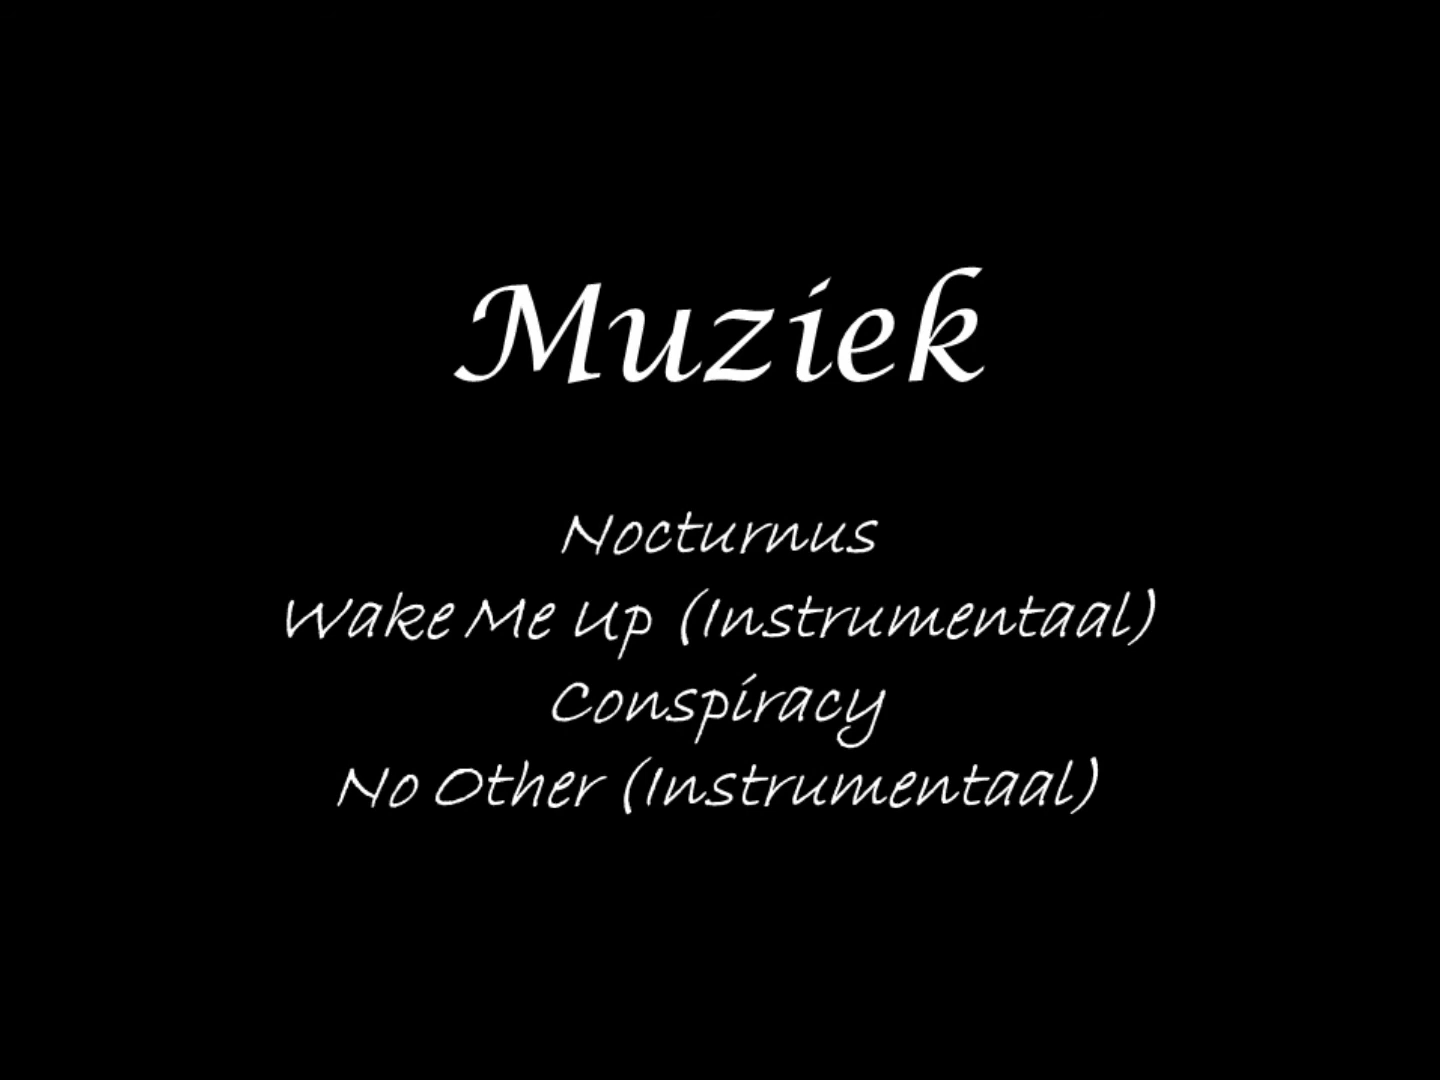 Muziek
Nocturnus
Wake Me Up (Instrumentaal)
Conspiracy
No Other (Instrumentaal)